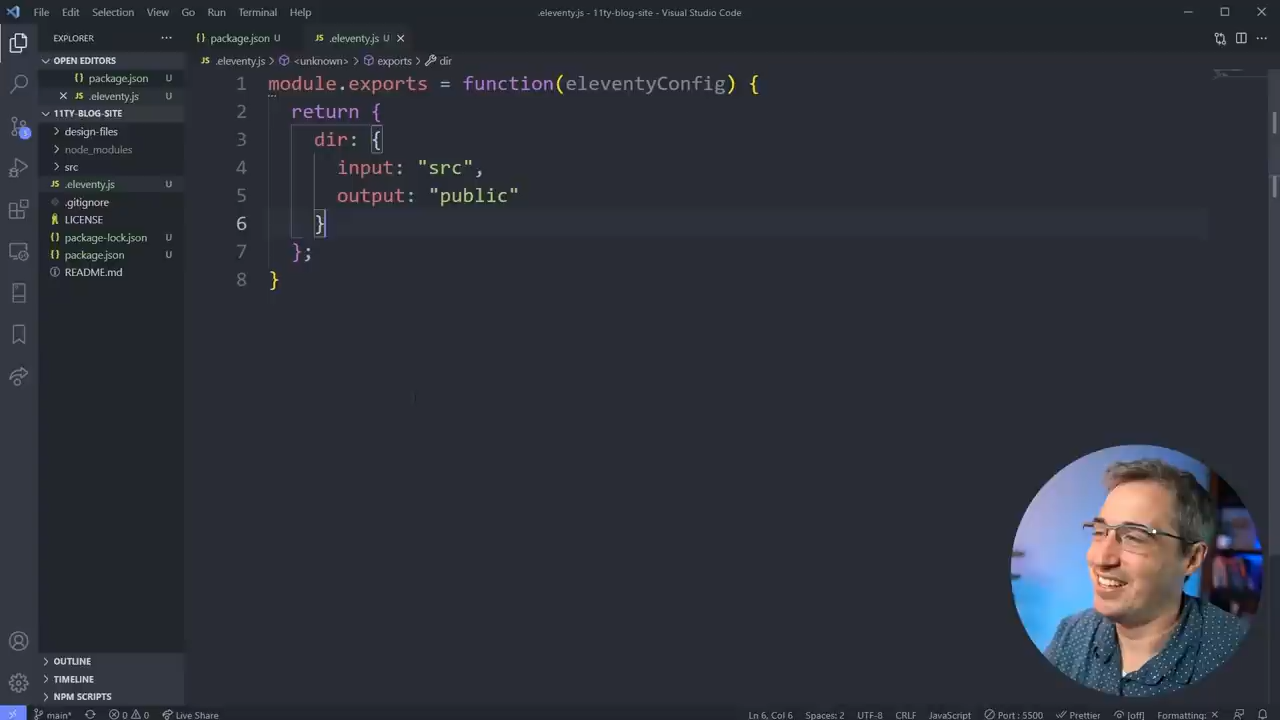 File Edit Selection View Go Run Terminal Help
.eleventy.js - 11ty-blog-site - Visual Studio Code
EXPLORER
OPEN EDITORS
package.json U
.eleventy.js U
11TY-BLOG-SITE
design-files
node_modules
src
.eleventy.js U
.gitignore
LICENSE
package-lock.json U
package.json U
README.md
OUTLINE
TIMELINE
NPM SCRIPTS
package.json U
.eleventy.js U
.eleventy.js > <unknown> > exports > dir
1 module.exports = function(eleventyConfig) {
2 return {
3 dir: {
4 input: "src",
5 output: "public"
6 }
7 };
8 }
main* 0 0 Live Share
Ln 6, Col 6 Spaces: 2 UTF-8 CRLF JavaScript Port : 5500 Prettier [off] Formatting: